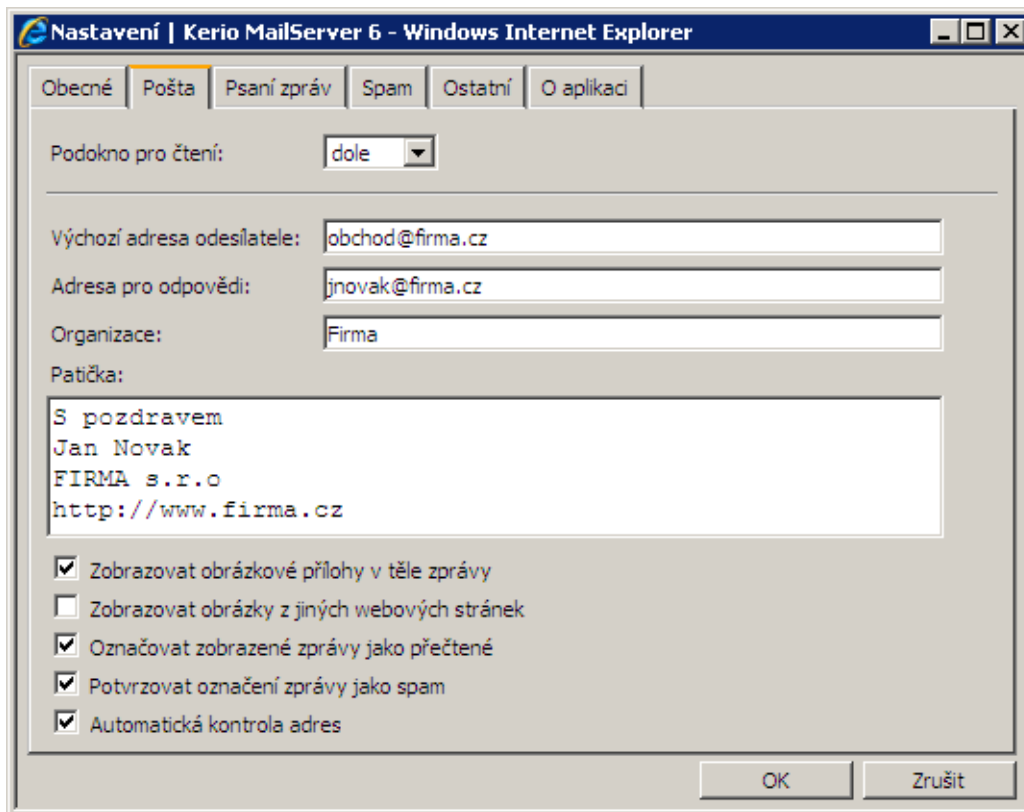 Nastavení | Kerio MailServer 6 - Windows Internet Explorer
Obecné Pošta Psaní zpráv Spam Ostatní O aplikaci
Podokno pro čtení: dole
Výchozí adresa odesílatele: obchod@firma.cz
Adresa pro odpovědi: jnovak@firma.cz
Organizace: Firma
Patička:
S pozdravem
Jan Novak
FIRMA s.r.o
http://www.firma.cz
Zobrazovat obrázkové přílohy v těle zprávy
Zobrazovat obrázky z jiných webových stránek
Označovat zobrazené zprávy jako přečtené
Potvrzovat označení zprávy jako spam
Automatická kontrola adres
OK Zrušit